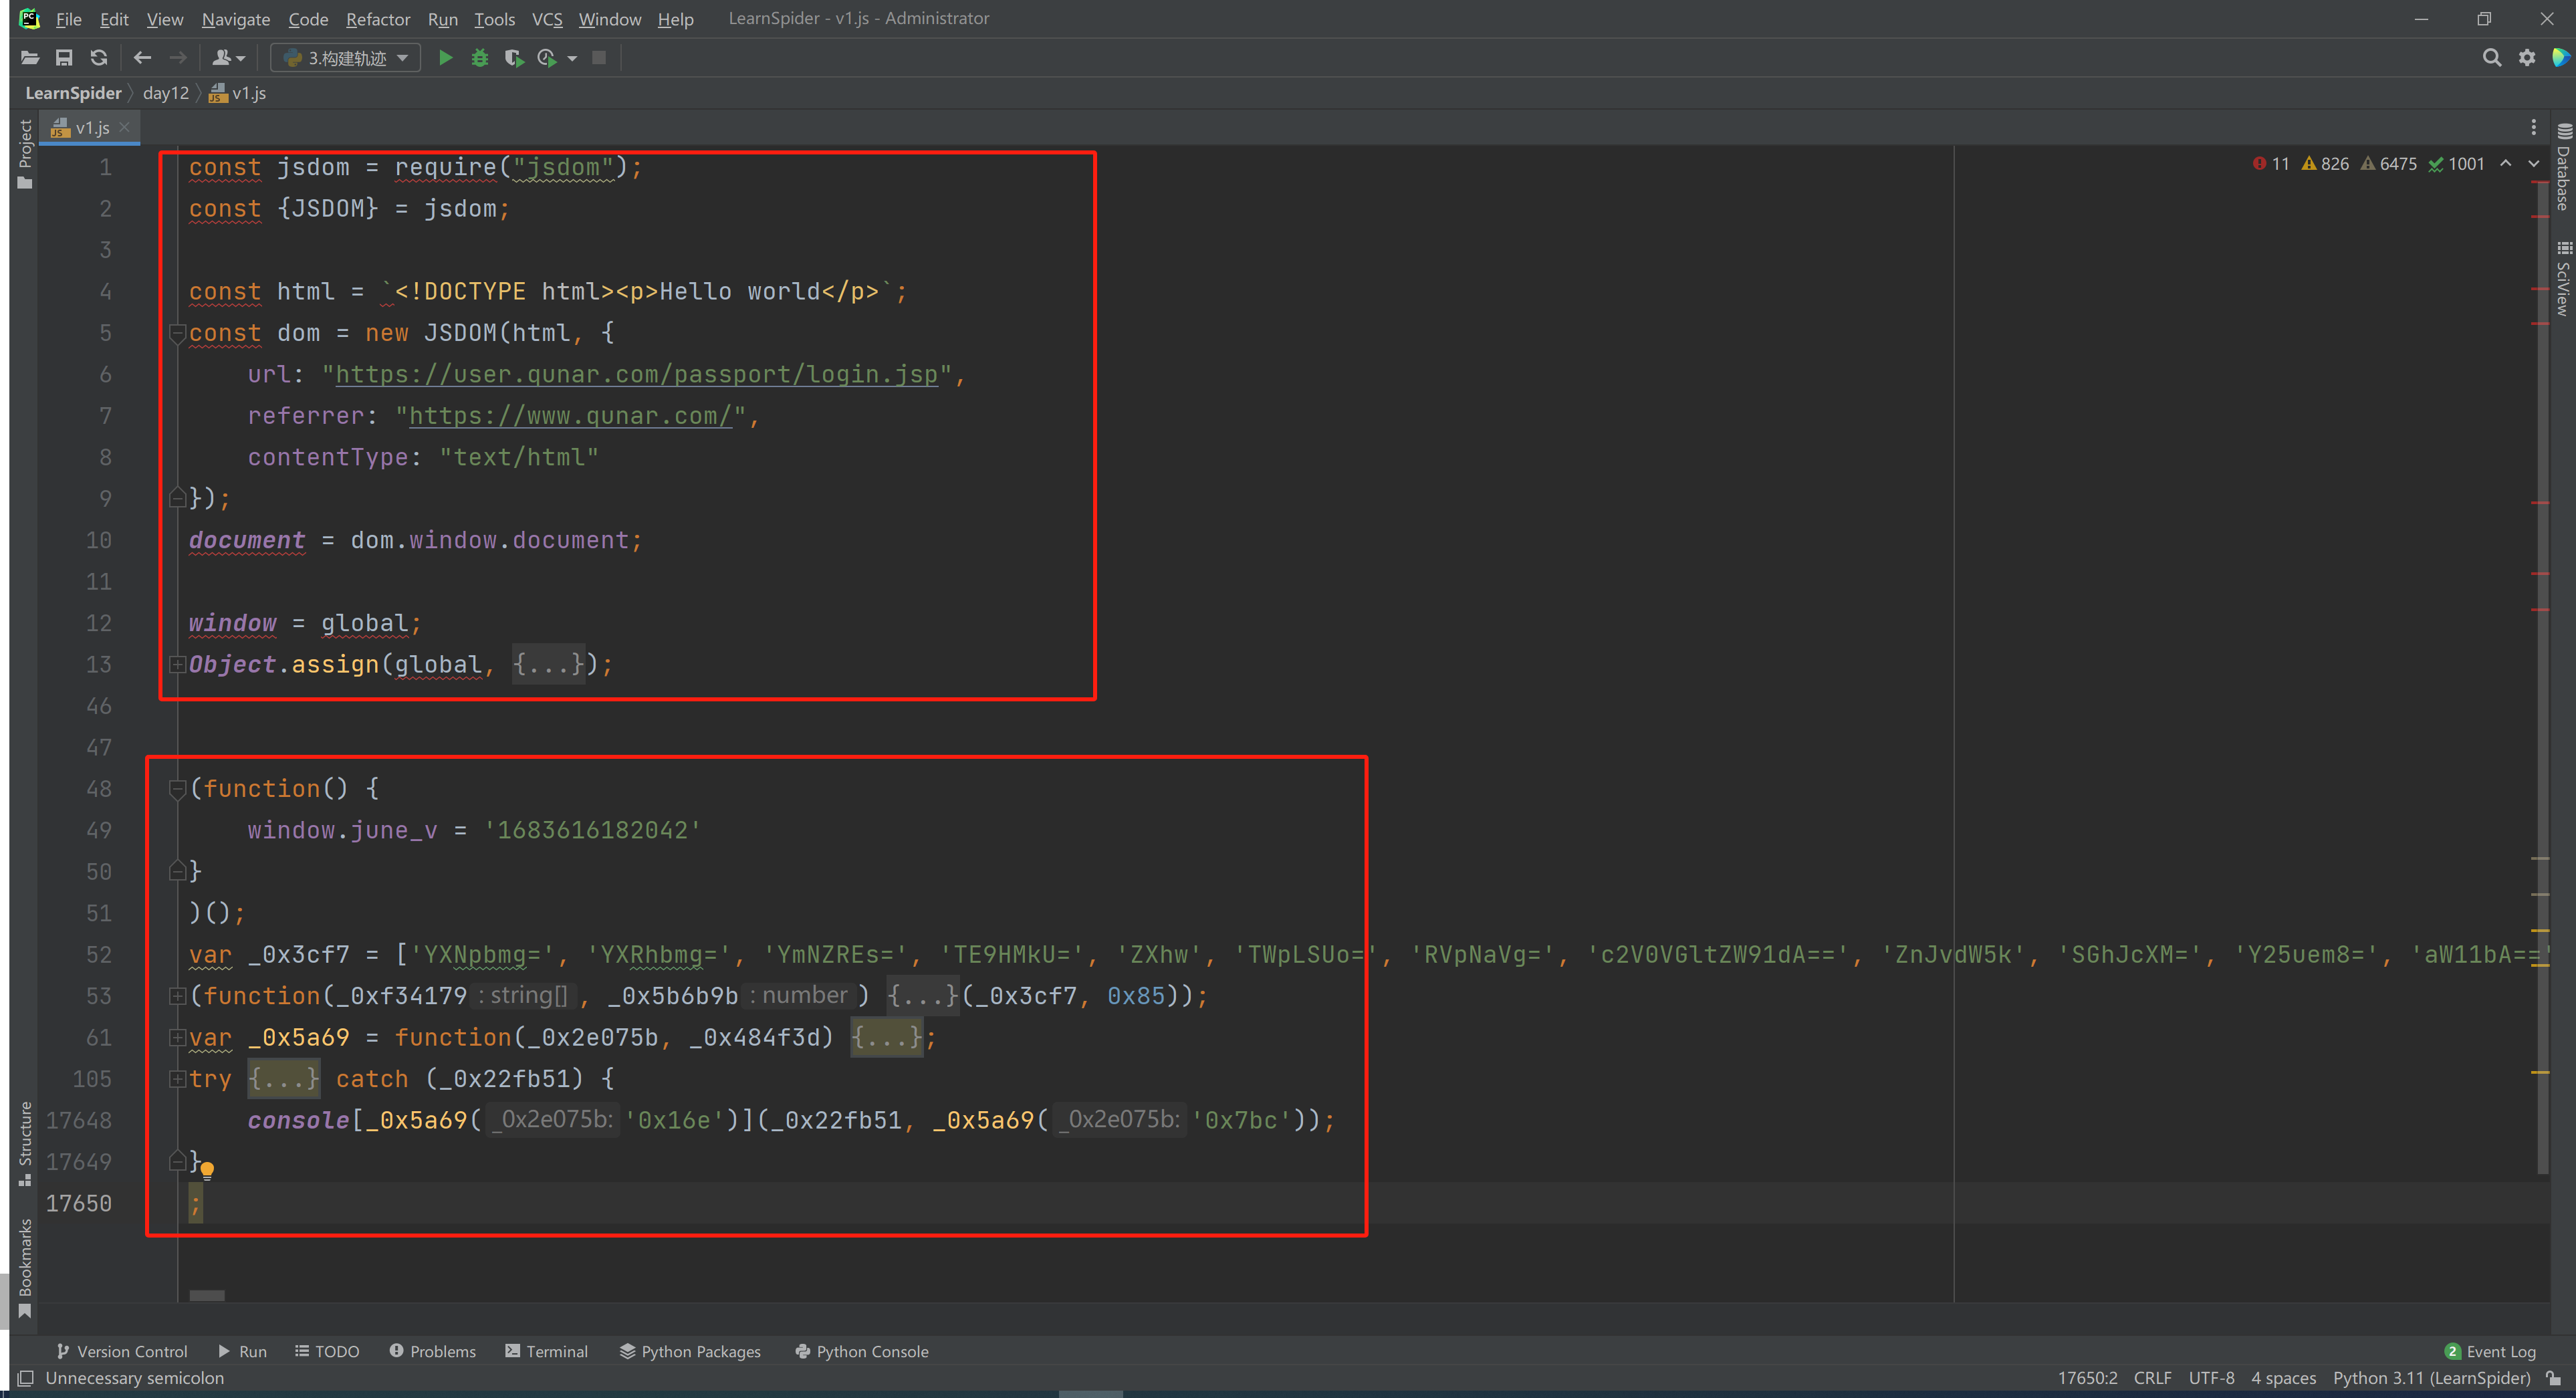 File Edit View Navigate Code Refactor Run Tools VCS Window Help LearnSpider - v1.js - Administrator
3.构建轨迹
LearnSpider day12 v1.js
v1.js
Project
11 826 6475 1001
1 const jsdom = require("jsdom");
2 const {JSDOM} = jsdom;
3
4 const html = `<!DOCTYPE html><p>Hello world</p>`;
5 const dom = new JSDOM(html, {
6 url: "https://user.qunar.com/passport/login.jsp",
7 referrer: "https://www.qunar.com/",
8 contentType: "text/html"
9 });
10 document = dom.window.document;
11
12 window = global;
13 Object.assign(global, {...});
46
47
48 (function() {
49 window.june_v = '1683616182042'
50 }
51 )();
52 var _0x3cf7 = ['YXNpbmg=', 'YXRhbmg=', 'YmNZREs=', 'TE9HMkU=', 'ZXhw', 'TWpLSUo=', 'RVpNaVg=', 'c2V0VGltZW91dA==', 'ZnJvdW5k', 'SGhJcXM=', 'Y25uem8=', 'aW11bA=='
53 (function(_0xf34179 : string[] , _0x5b6b9b : number ) {...}(_0x3cf7, 0x85));
61 var _0x5a69 = function(_0x2e075b, _0x484f3d) {...};
105 try {...} catch (_0x22fb51) {
17648 console[_0x5a69( _0x2e075b: '0x16e')](_0x22fb51, _0x5a69( _0x2e075b: '0x7bc'));
17649 }
17650 ;
Database
SciView
Structure
Bookmarks
Version Control Run TODO Problems Terminal Python Packages Python Console 2 Event Log
Unnecessary semicolon 17650:2 CRLF UTF-8 4 spaces Python 3.11 (LearnSpider)